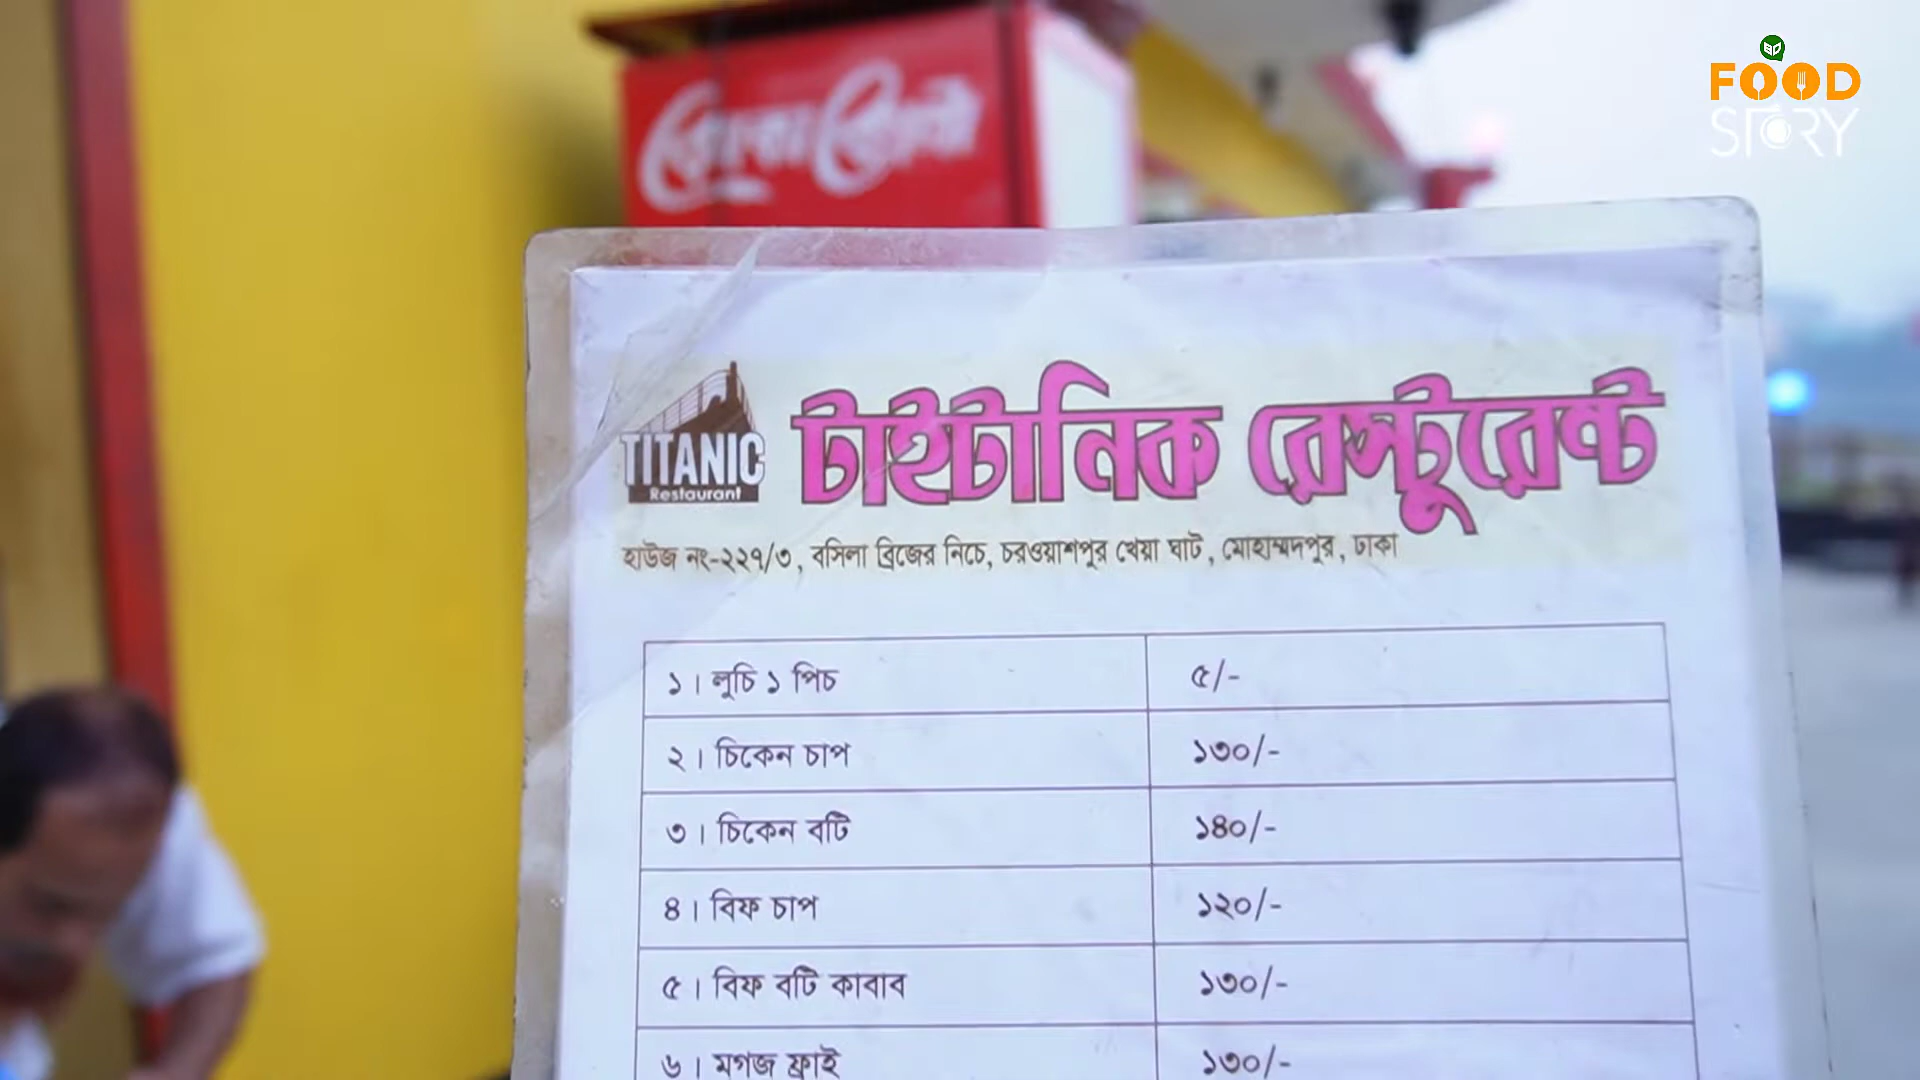 BD
FOOD
STORY
কোকা কোলা
TITANIC
Restaurant
টাইটানিক রেস্টুরেন্ট
হাউজ নং-২২৭/৩, বসিলা ব্রিজের নিচে, চরওয়াশপুর খেয়া ঘাট, মোহাম্মদপুর, ঢাকা
১। লুচি ১ পিচ ৫/-
২। চিকেন চাপ ১৩০/-
৩। চিকেন বটি ১৪০/-
৪। বিফ চাপ ১২০/-
৫। বিফ বটি কাবাব ১৩০/-
৬। মগজ ফ্রাই ১৩০/-